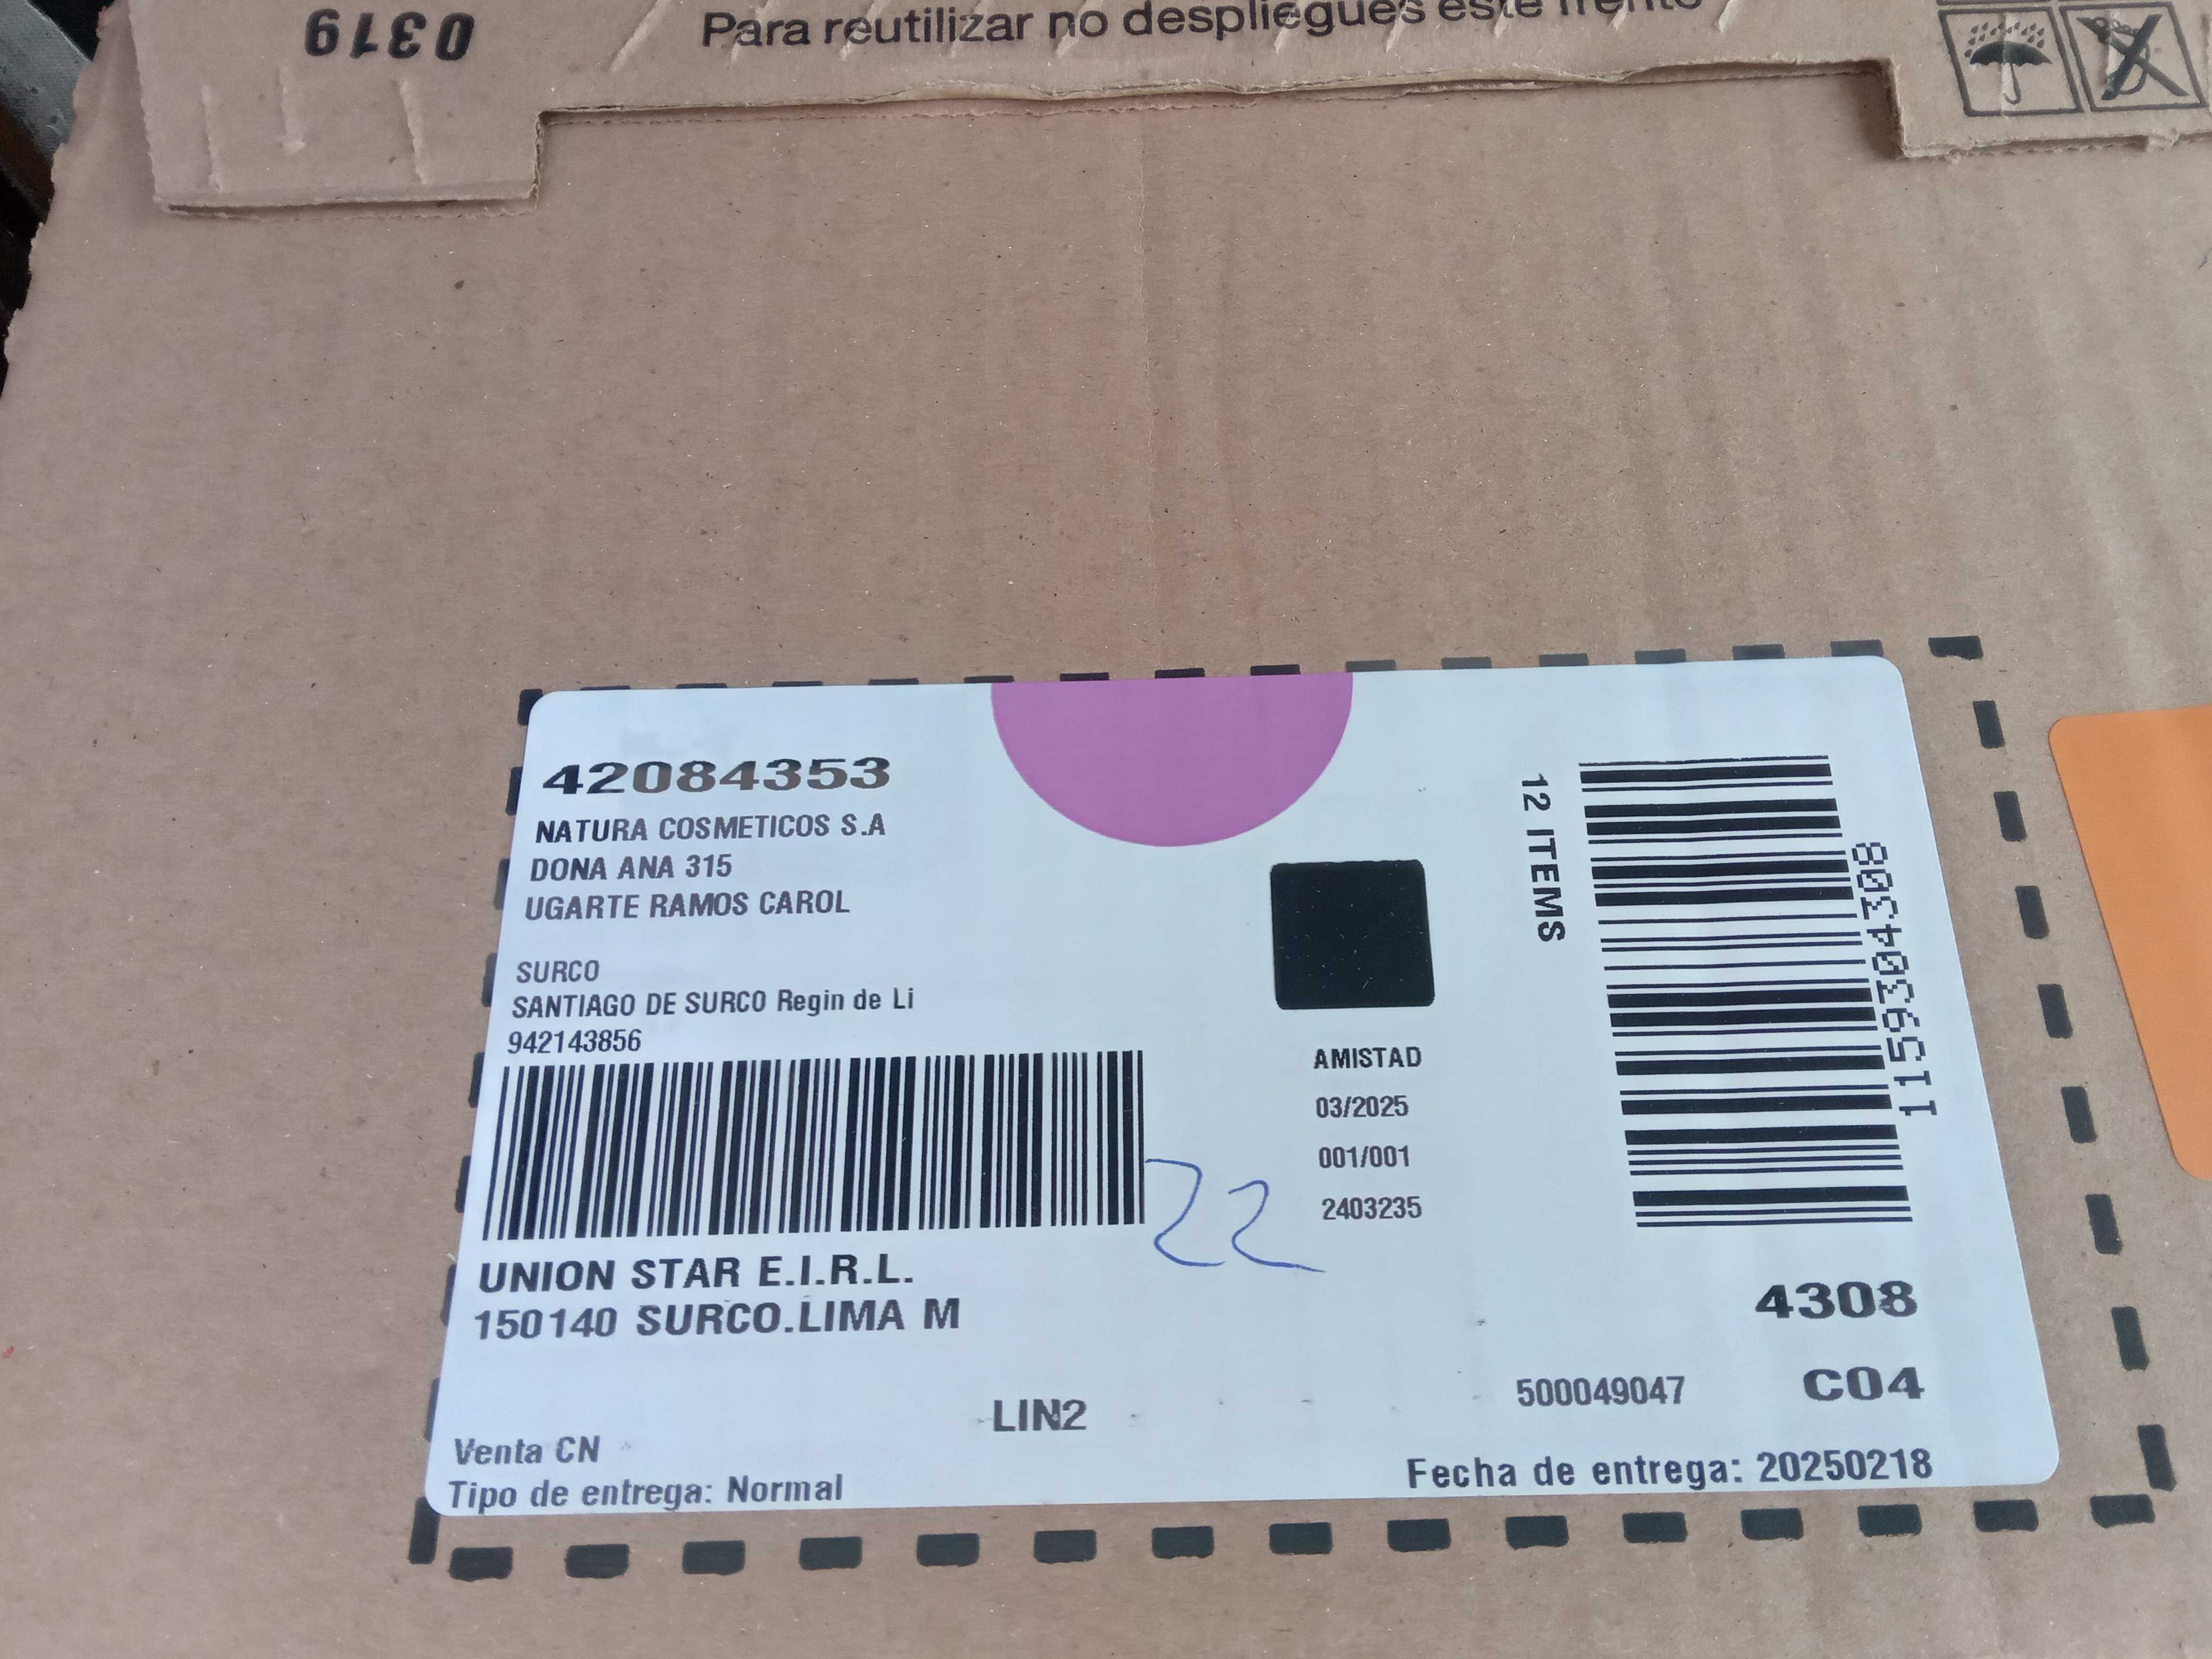 0319
Para reutilizar no despliegues este frente
42084353
NATURA COSMETICOS S.A
DONA ANA 315
UGARTE RAMOS CAROL
SURCO
SANTIAGO DE SURCO Regin de Li
942143856
UNION STAR E.I.R.L.
150140 SURCO.LIMA M
LIN2
Venta CN
Tipo de entrega: Normal
22
AMISTAD
03/2025
001/001
2403235
12 ITEMS
1159304308
4308
500049047 C04
Fecha de entrega: 20250218